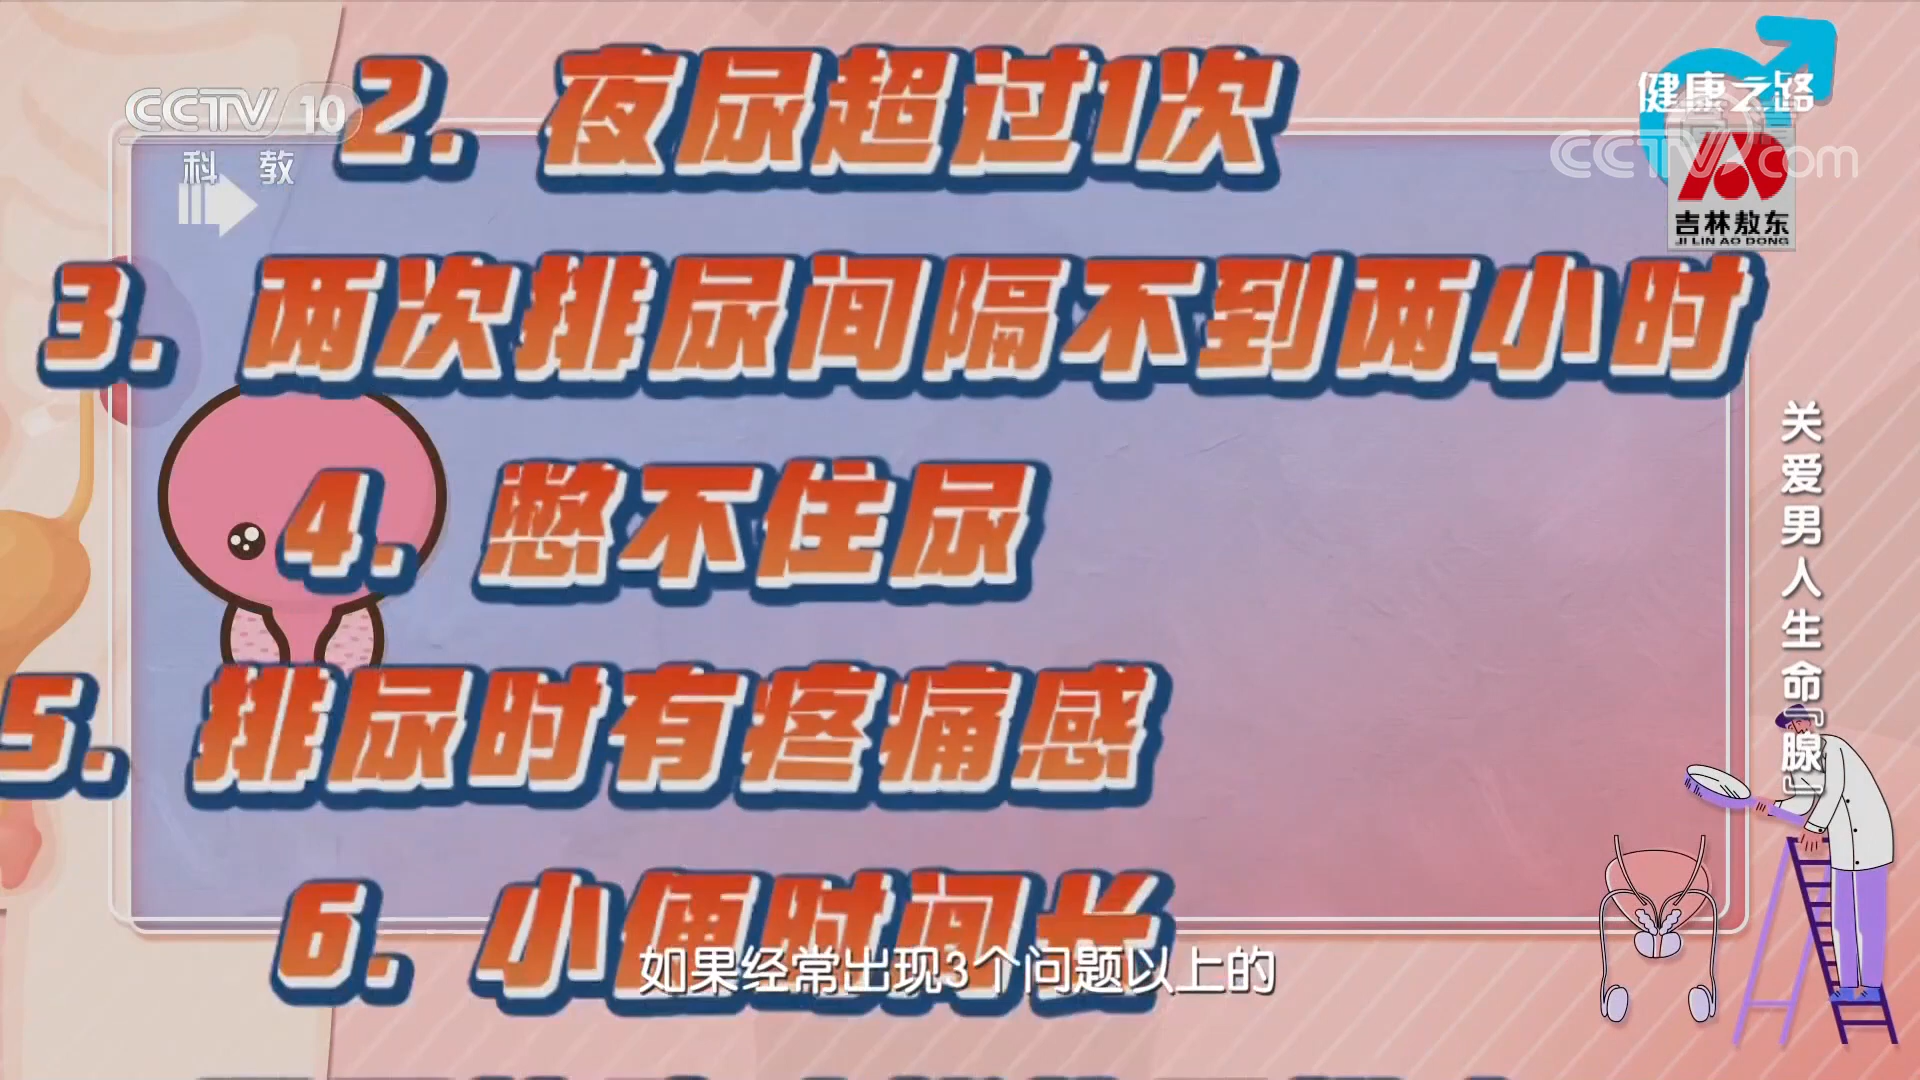 CCTV 10
科 教
健康之路
高清
CCTV.com
吉林敖东
JI LIN AO DONG
2. 夜尿超过1次
3. 两次排尿间隔不到两小时
4. 憋不住尿
5. 排尿时有疼痛感
6. 小便时间长
关爱男人生命『腺』
如果经常出现3个问题以上的